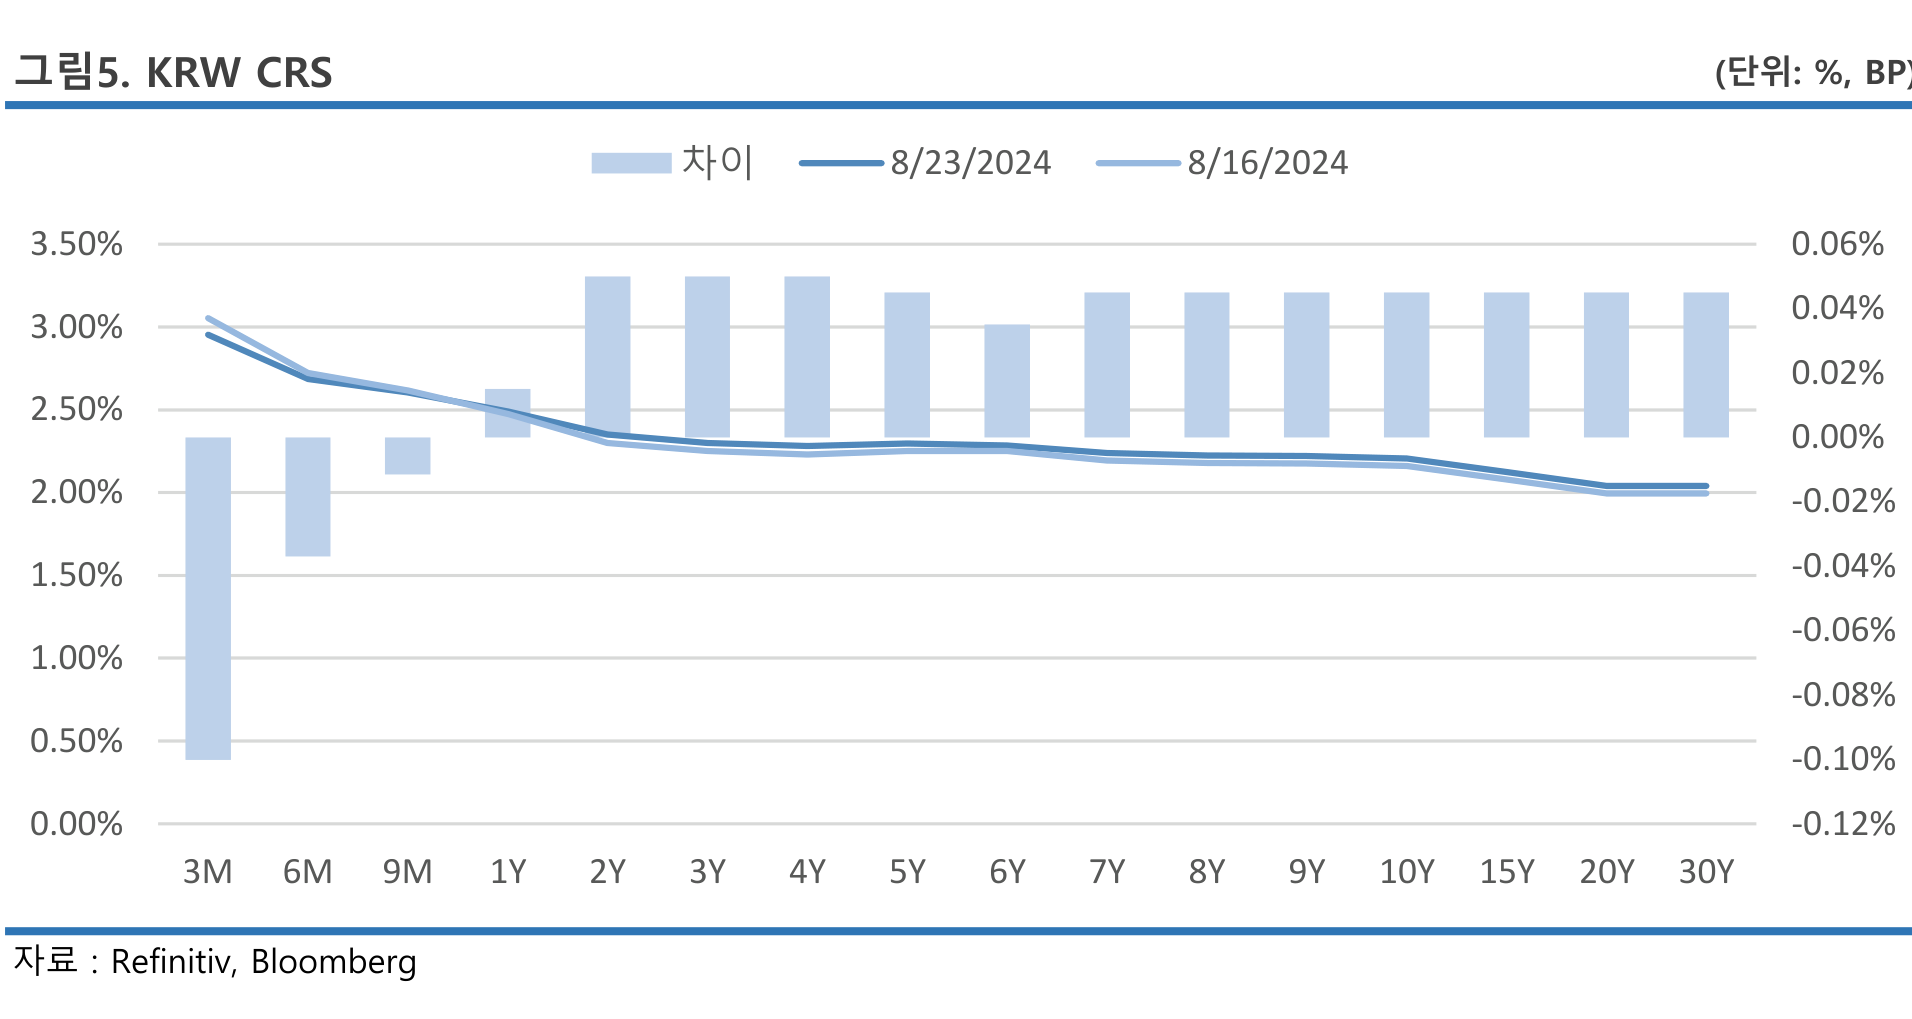 그림5. KRW CRS (단위: %, BP)
차이 8/23/2024 8/16/2024
3.50% 0.06%
3.00% 0.04%
2.50% 0.02%
2.00% 0.00%
1.50% -0.02%
1.00% -0.04%
0.50% -0.06%
0.00% -0.08%
-0.10%
-0.12%
3M 6M 9M 1Y 2Y 3Y 4Y 5Y 6Y 7Y 8Y 9Y 10Y 15Y 20Y 30Y
자료 : Refinitiv, Bloomberg